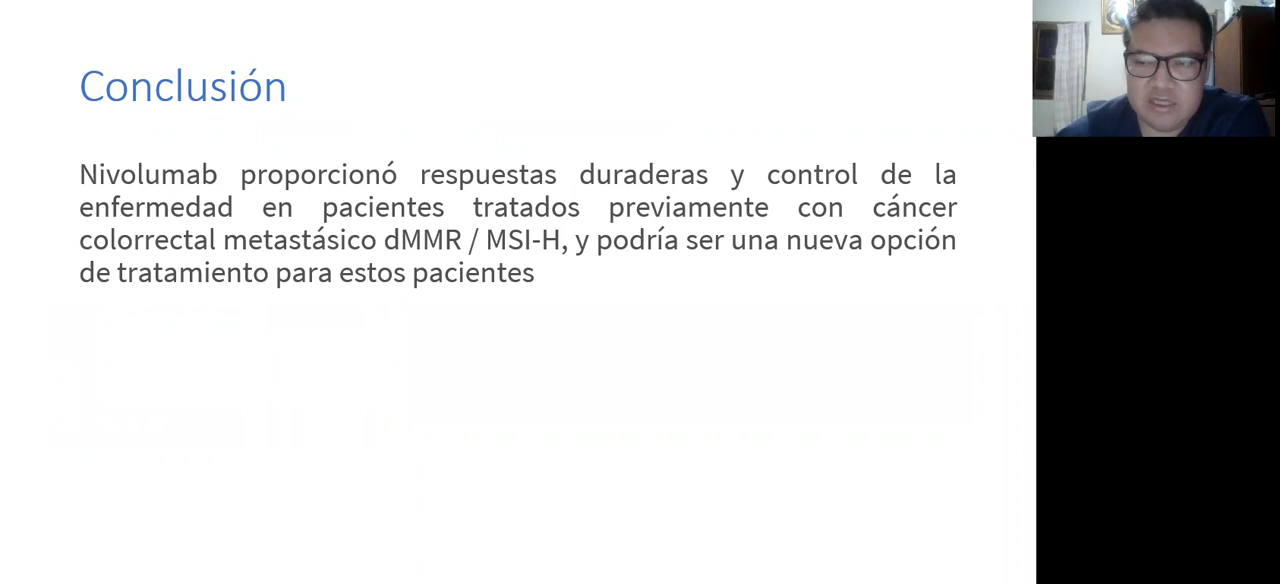 Conclusión
Nivolumab proporcionó respuestas duraderas y control de la
enfermedad en pacientes tratados previamente con cáncer
colorrectal metastásico dMMR / MSI-H, y podría ser una nueva opción
de tratamiento para estos pacientes